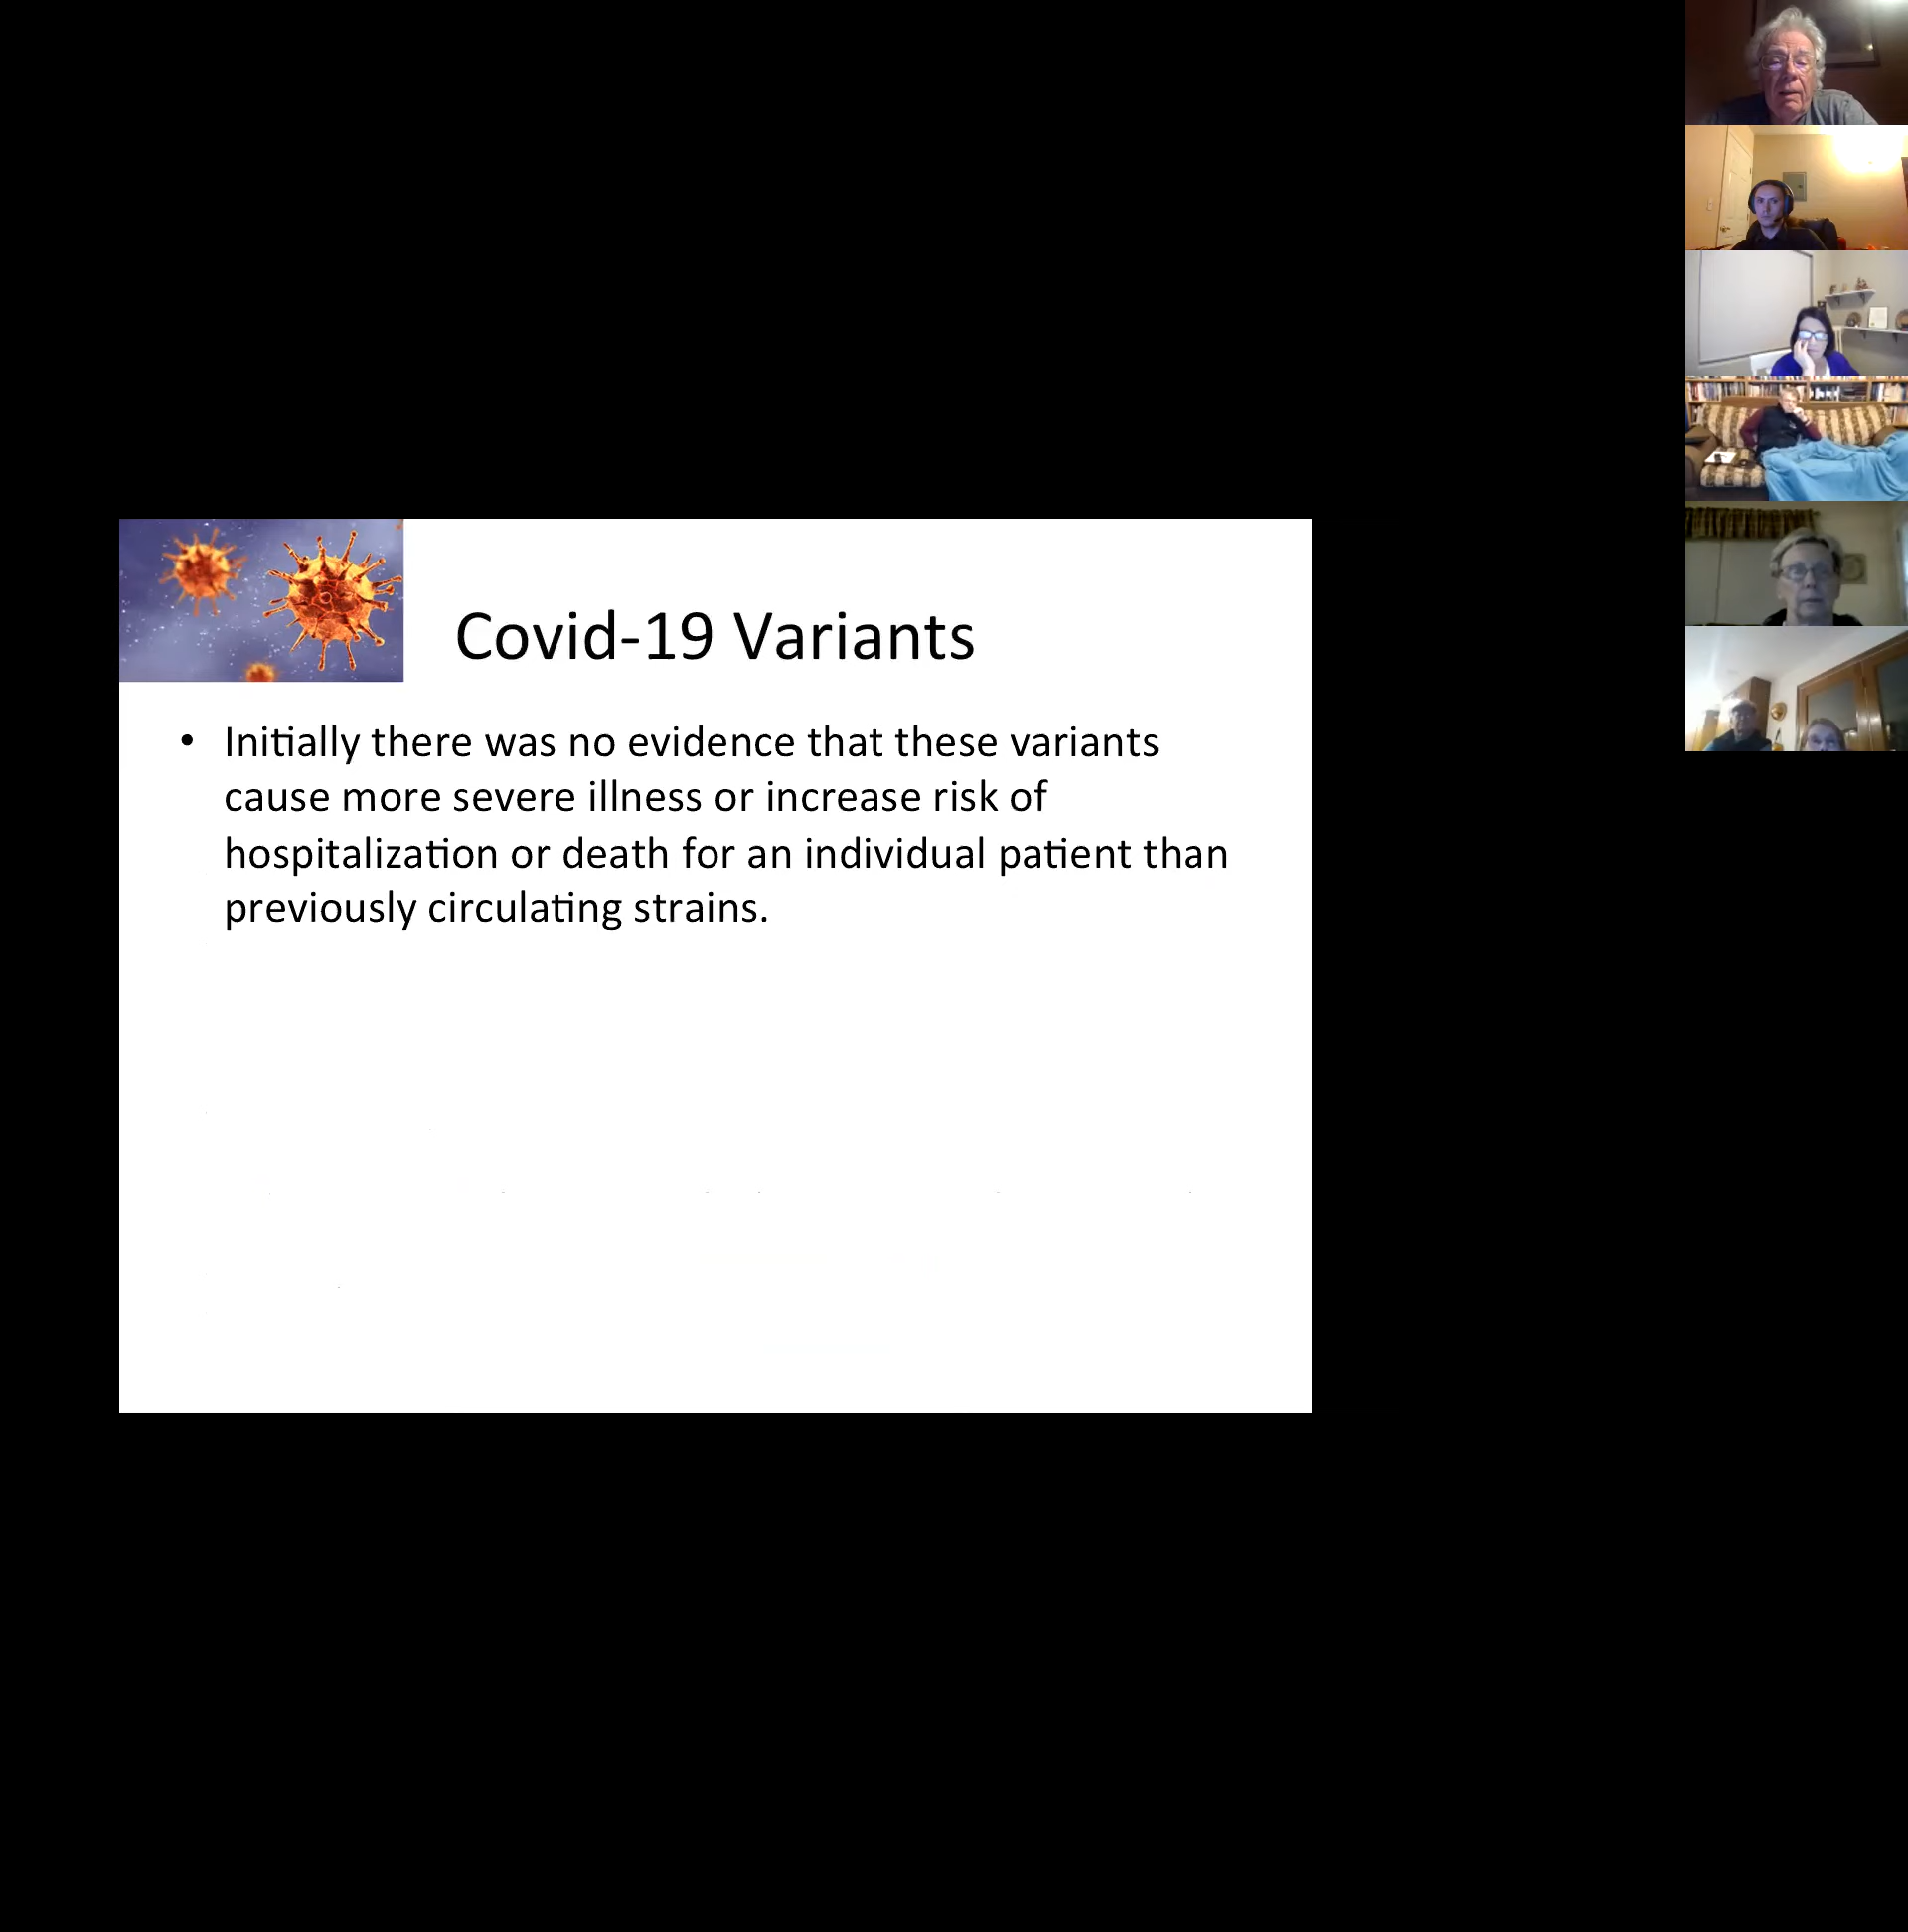 Covid-19 Variants
• Initially there was no evidence that these variants
cause more severe illness or increase risk of
hospitalization or death for an individual patient than
previously circulating strains.